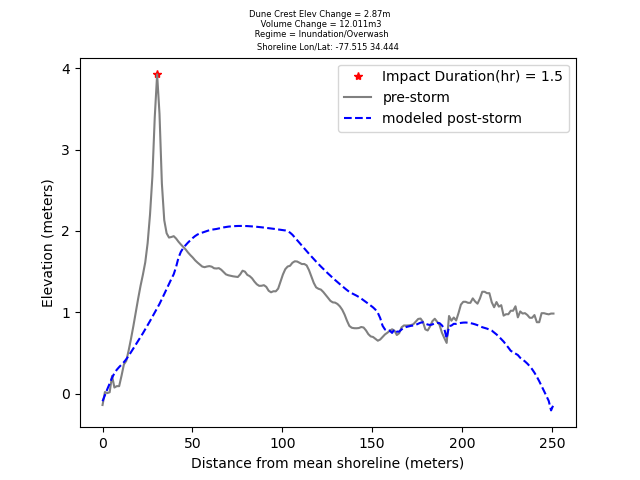 Dune Crest Elev Change = 2.87m
Volume Change = 12.011m3
Regime = Inundation/Overwash
Shoreline Lon/Lat: -77.515 34.444
Impact Duration(hr) = 1.5
pre-storm
modeled post-storm
Elevation (meters)
4
3
2
1
0
0 50 100 150 200 250
Distance from mean shoreline (meters)